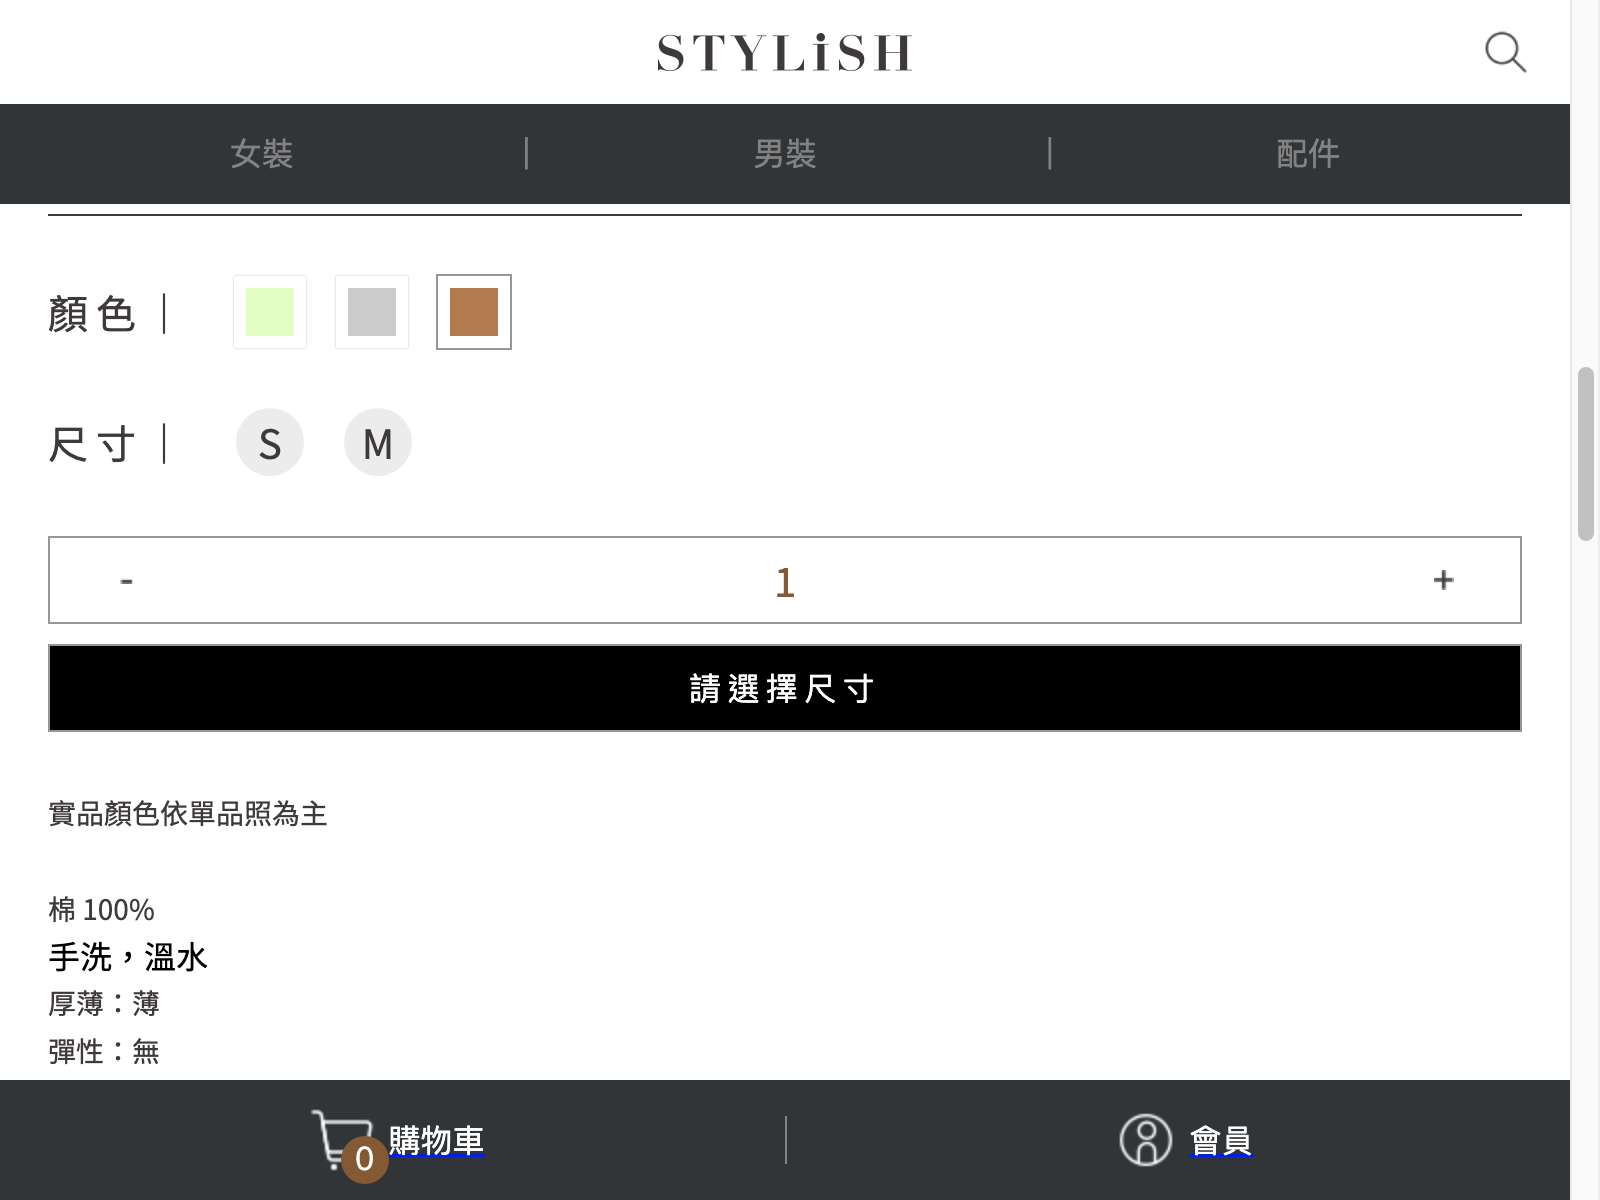 STYLiSH
女裝 | 男裝 | 配件
顏色 |
尺寸 | S M
- 1 +
請選擇尺寸
實品顏色依單品照為主
棉 100%
手洗，溫水
厚薄：薄
彈性：無
0 購物車 | 會員